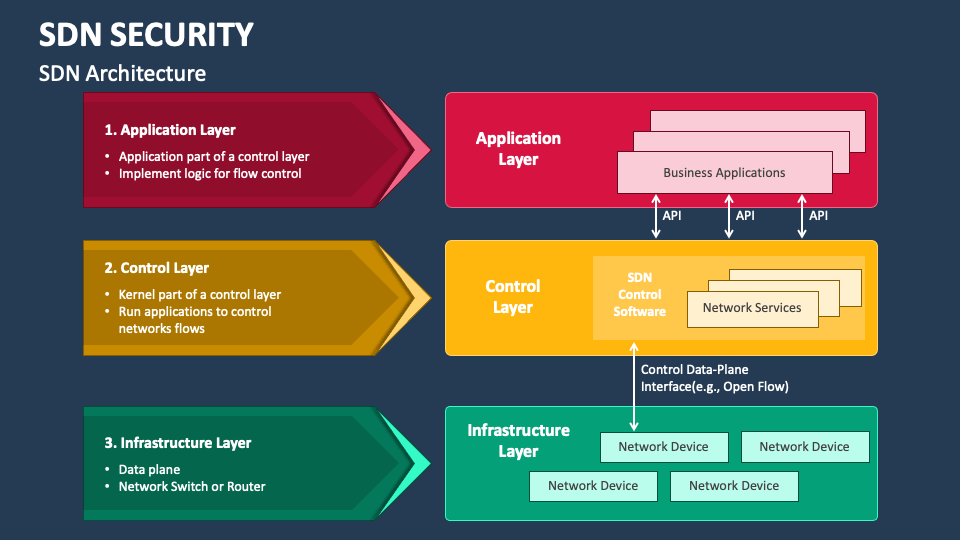 SDN SECURITY
SDN Architecture
1. Application Layer
• Application part of a control layer
• Implement logic for flow control
Application
Layer
Business Applications
API
API
API
2. Control Layer
• Kernel part of a control layer
• Run applications to control
networks flows
Control
Layer
SDN
Control
Software
Network Services
Control Data-Plane
Interface(e.g., Open Flow)
3. Infrastructure Layer
• Data plane
• Network Switch or Router
Infrastructure
Layer
Network Device
Network Device
Network Device
Network Device